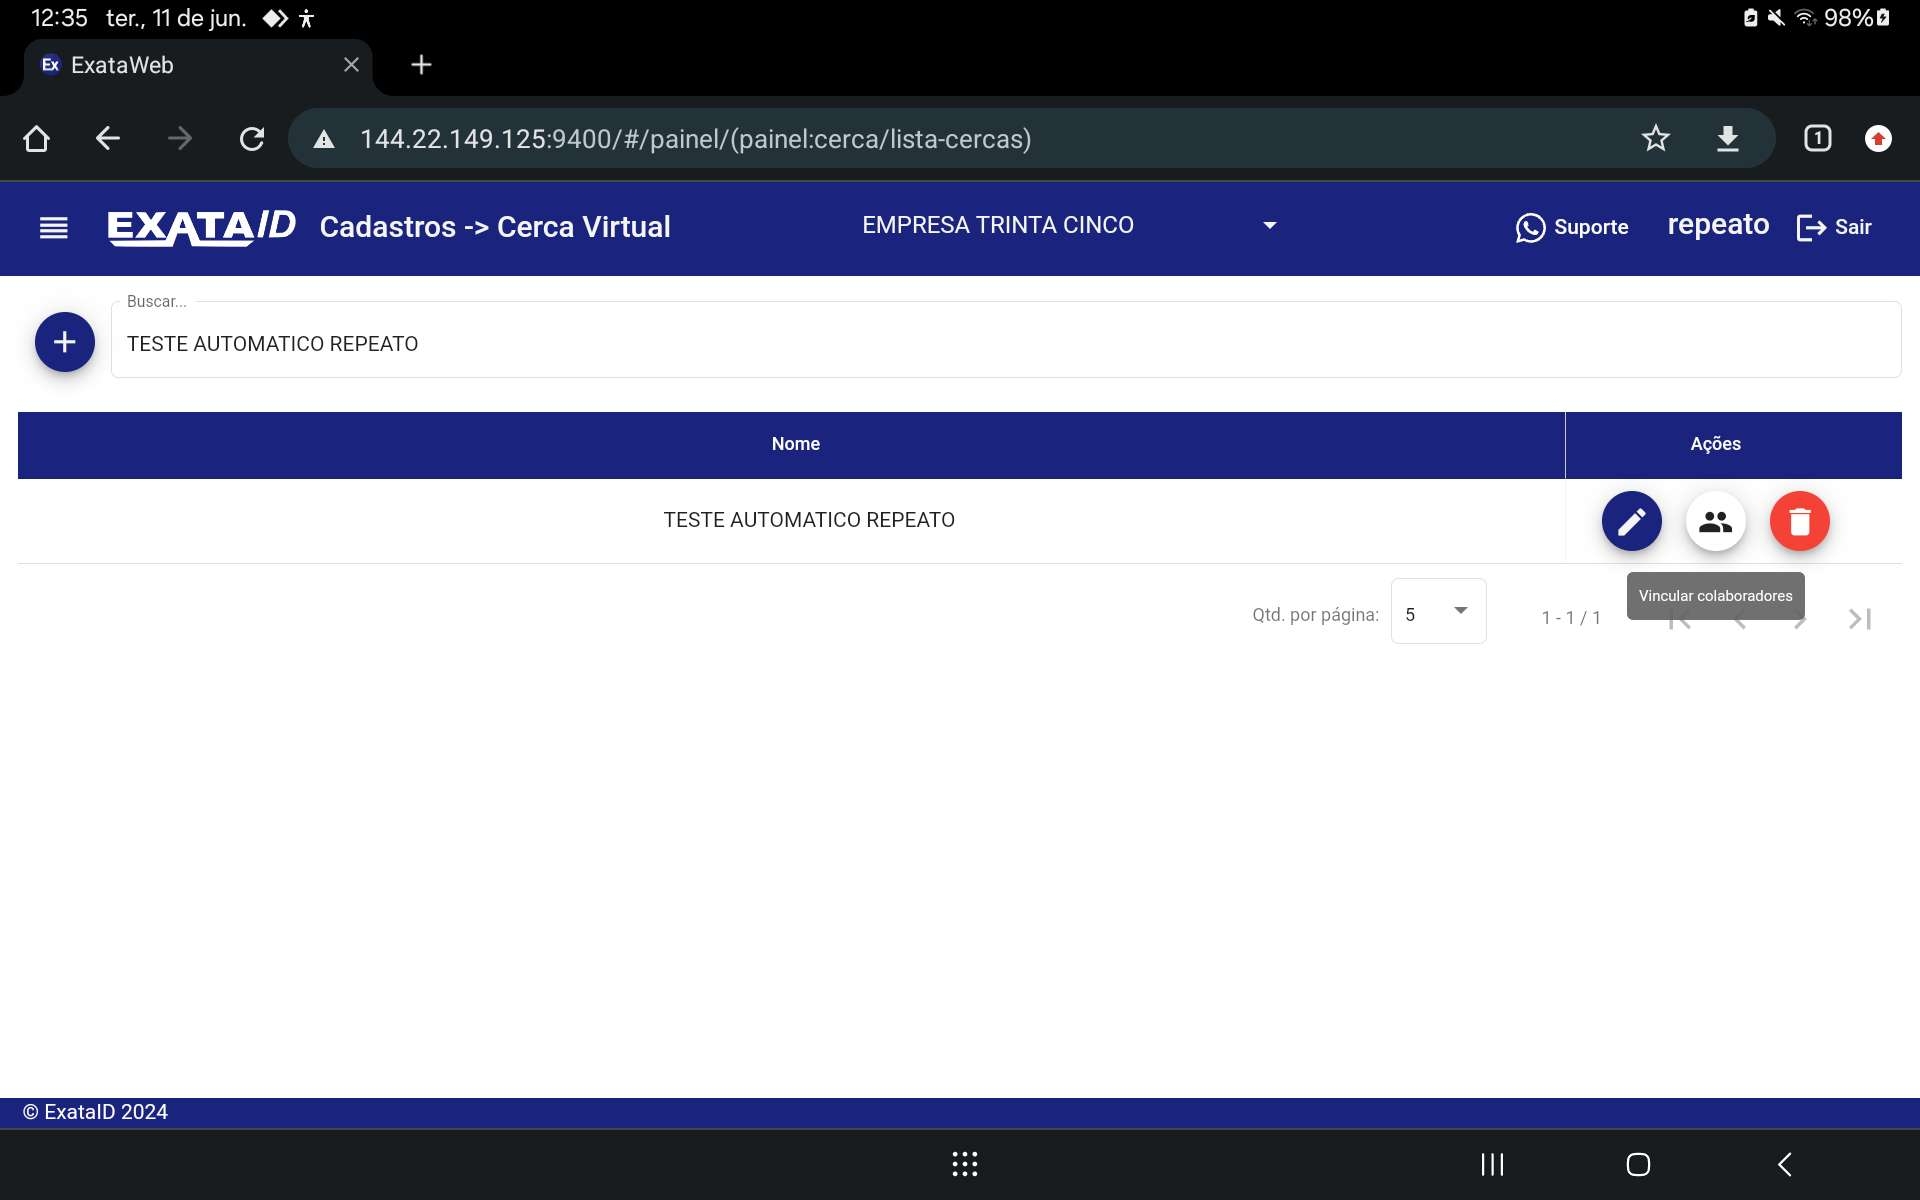 12:35 ter., 11 de jun. 98%
Ex ExataWeb
144.22.149.125:9400/#/painel/(painel:cerca/lista-cercas) 1
EXATAID Cadastros -> Cerca Virtual EMPRESA TRINTA CINCO Suporte repeato Sair
Buscar...
TESTE AUTOMATICO REPEATO
Nome Ações
TESTE AUTOMATICO REPEATO
Vincular colaboradores
Qtd. por página: 5 1 - 1 / 1
© ExataID 2024